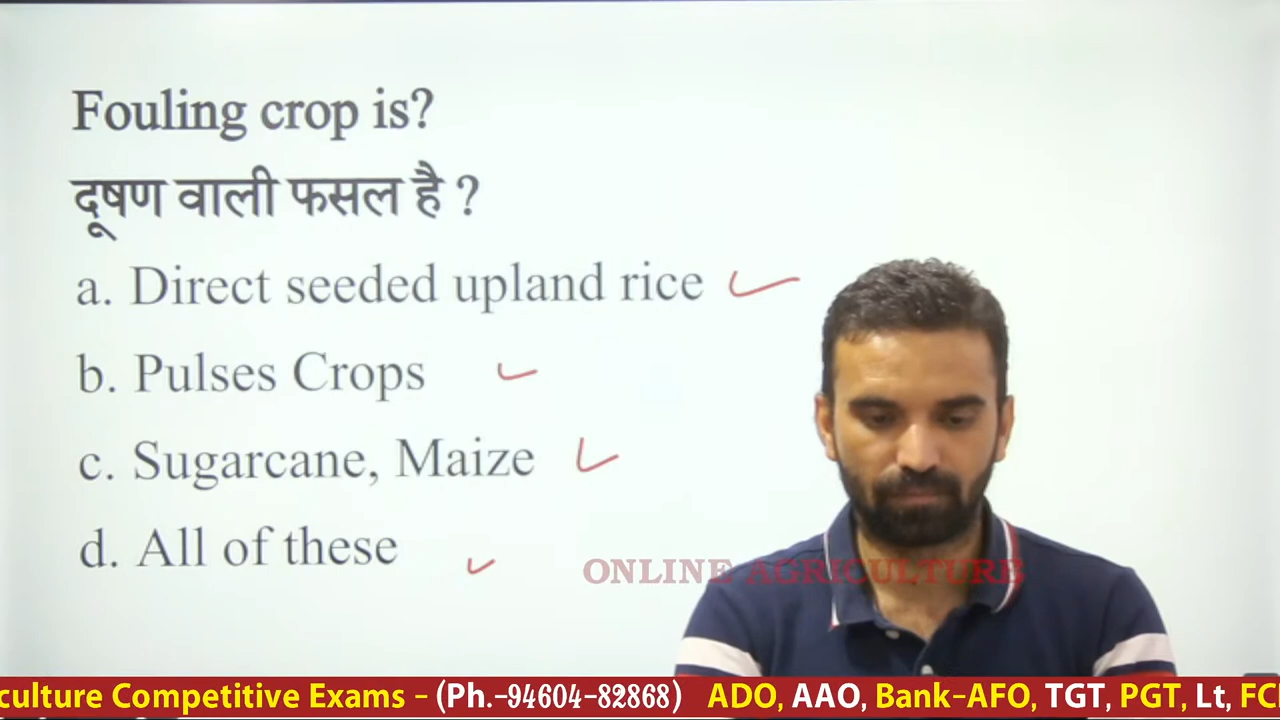 Fouling crop is?
दूषण वाली फसल है ?
a. Direct seeded upland rice
b. Pulses Crops
c. Sugarcane, Maize
d. All of these
ONLINE AGRICULTURE
culture Competitive Exams - (Ph.-94604-82868) ADO, AAO, Bank-AFO, TGT, PGT, Lt, FC